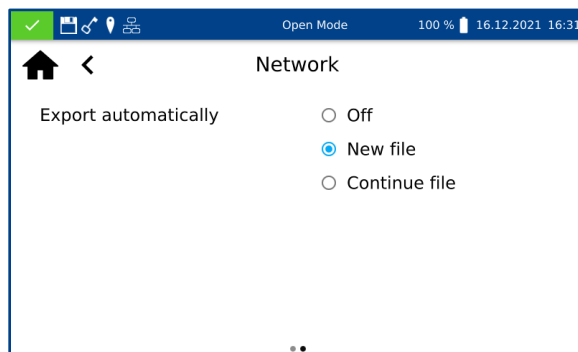 Open Mode 100 % 16.12.2021 16:31
Network
Export automatically
Off
New file
Continue file